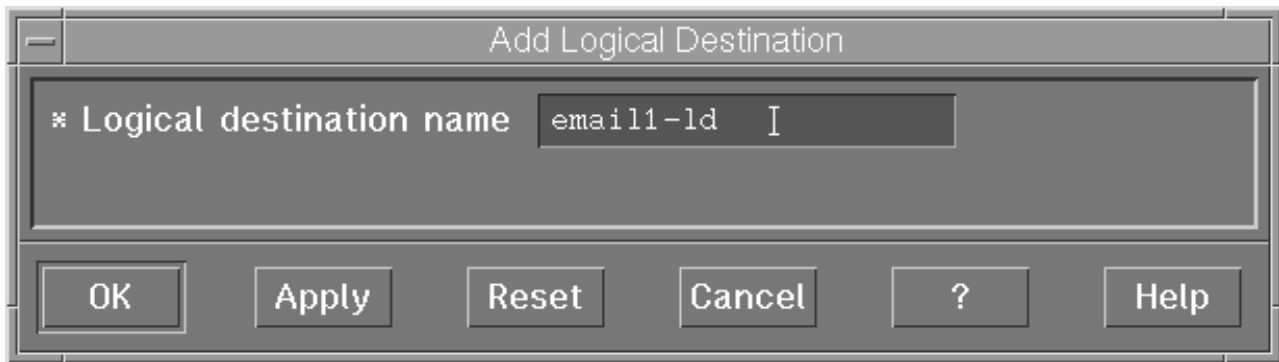 Add Logical Destination
* Logical destination name email1-ld
OK Apply Reset Cancel ? Help